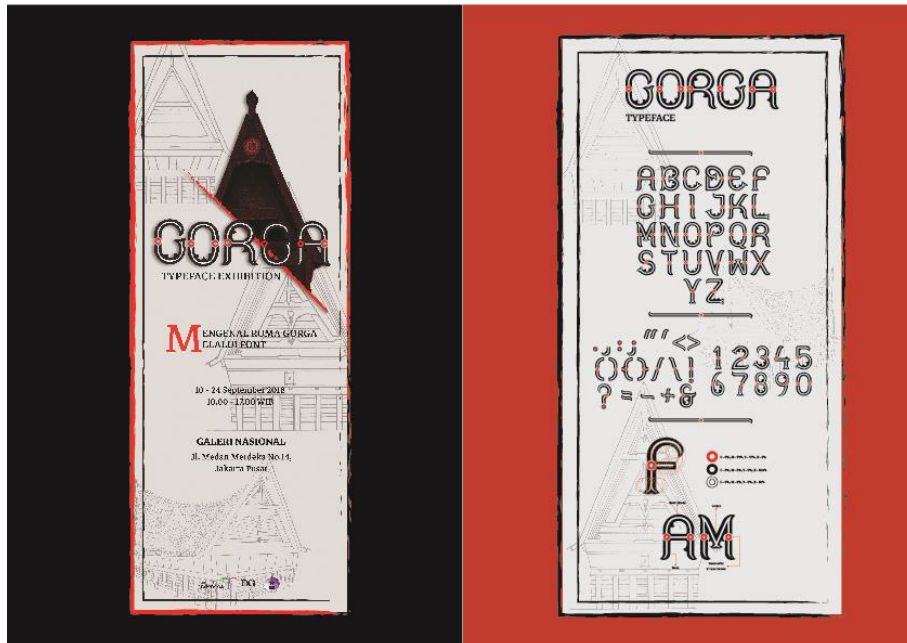 GORGA
TYPEFACE EXHIBITION
MENGENAL RUMA GORGA
MELALUI FONT
10 - 24 September 2018
10.00 - 17.00 WIB
GALERI NASIONAL
Jl. Medan Merdeka No.14,
Jakarta Pusat
DG
GORGA
TYPEFACE
ABCDEF
GHIJKL
MNOPQR
STUVWX
YZ
12345
67890
? = - + &
F
AM